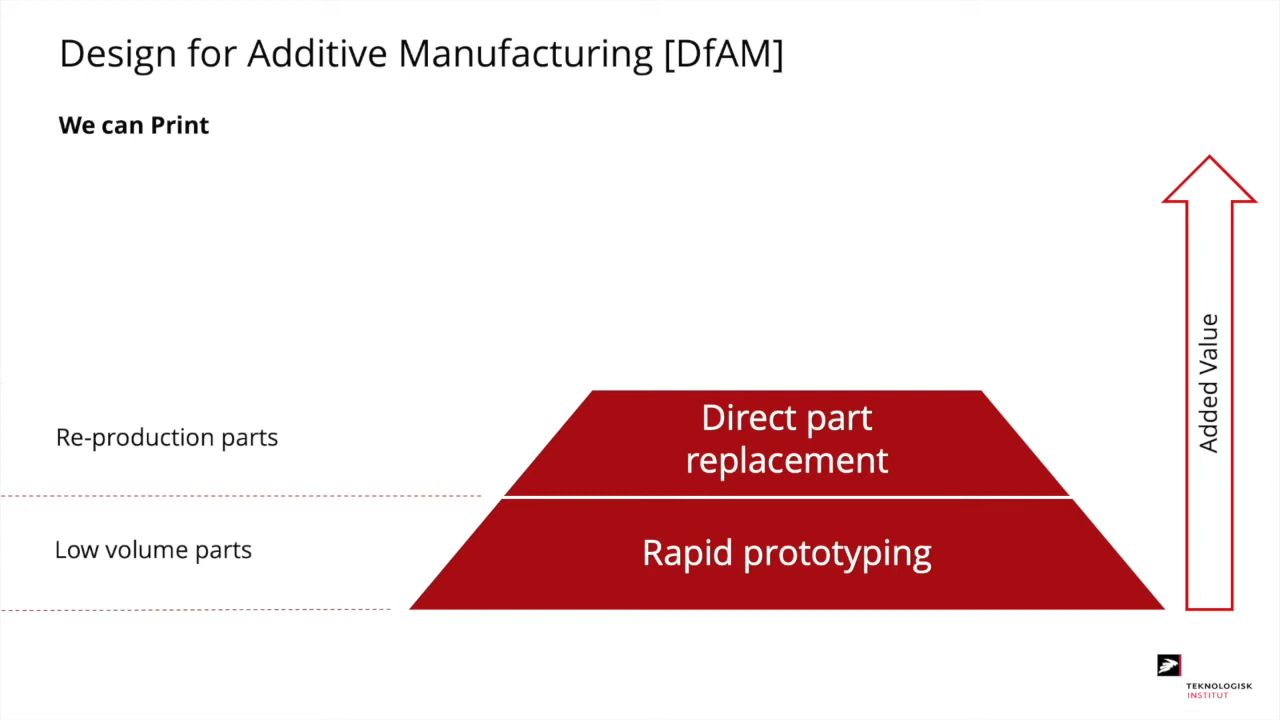 Design for Additive Manufacturing [DfAM]
We can Print
Added Value
Re-production parts
Direct part
replacement
Low volume parts
Rapid prototyping
TEKNOLOGISK
INSTITUT